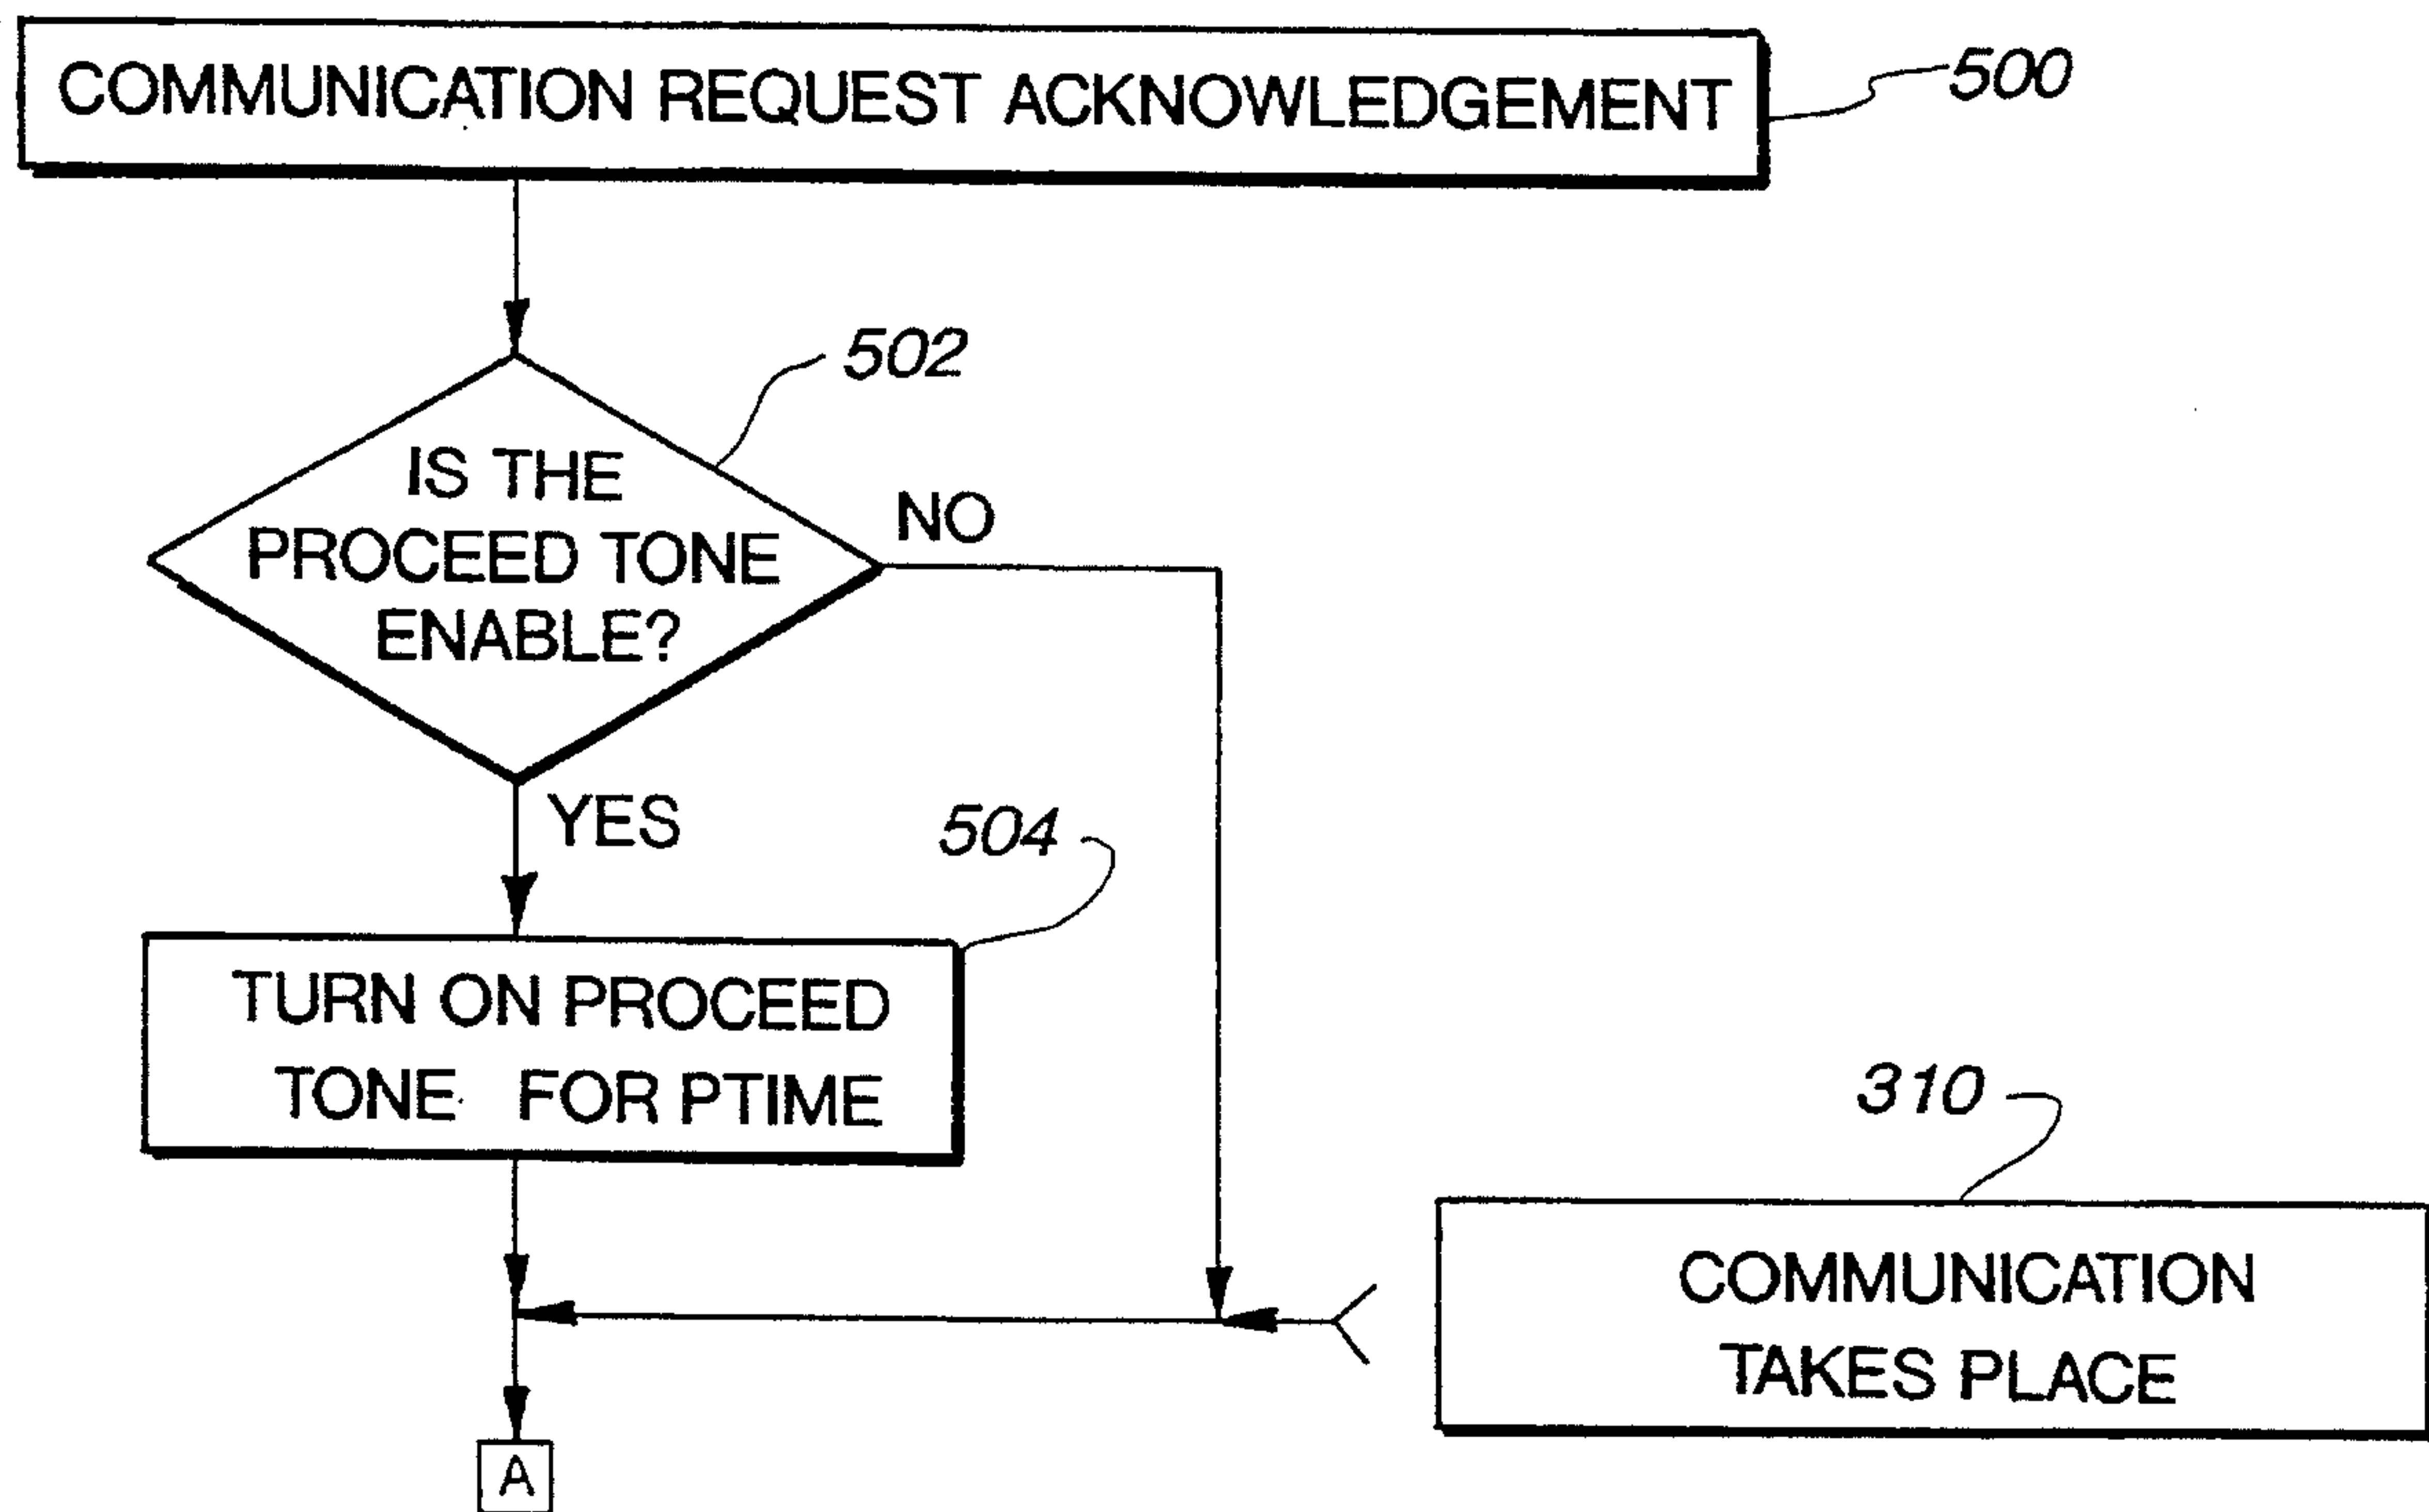 COMMUNICATION REQUEST ACKNOWLEDGEMENT
500
502
IS THE
PROCEED TONE
ENABLE?
NO
YES
504
TURN ON PROCEED
TONE FOR PTIME
310
COMMUNICATION
TAKES PLACE
A